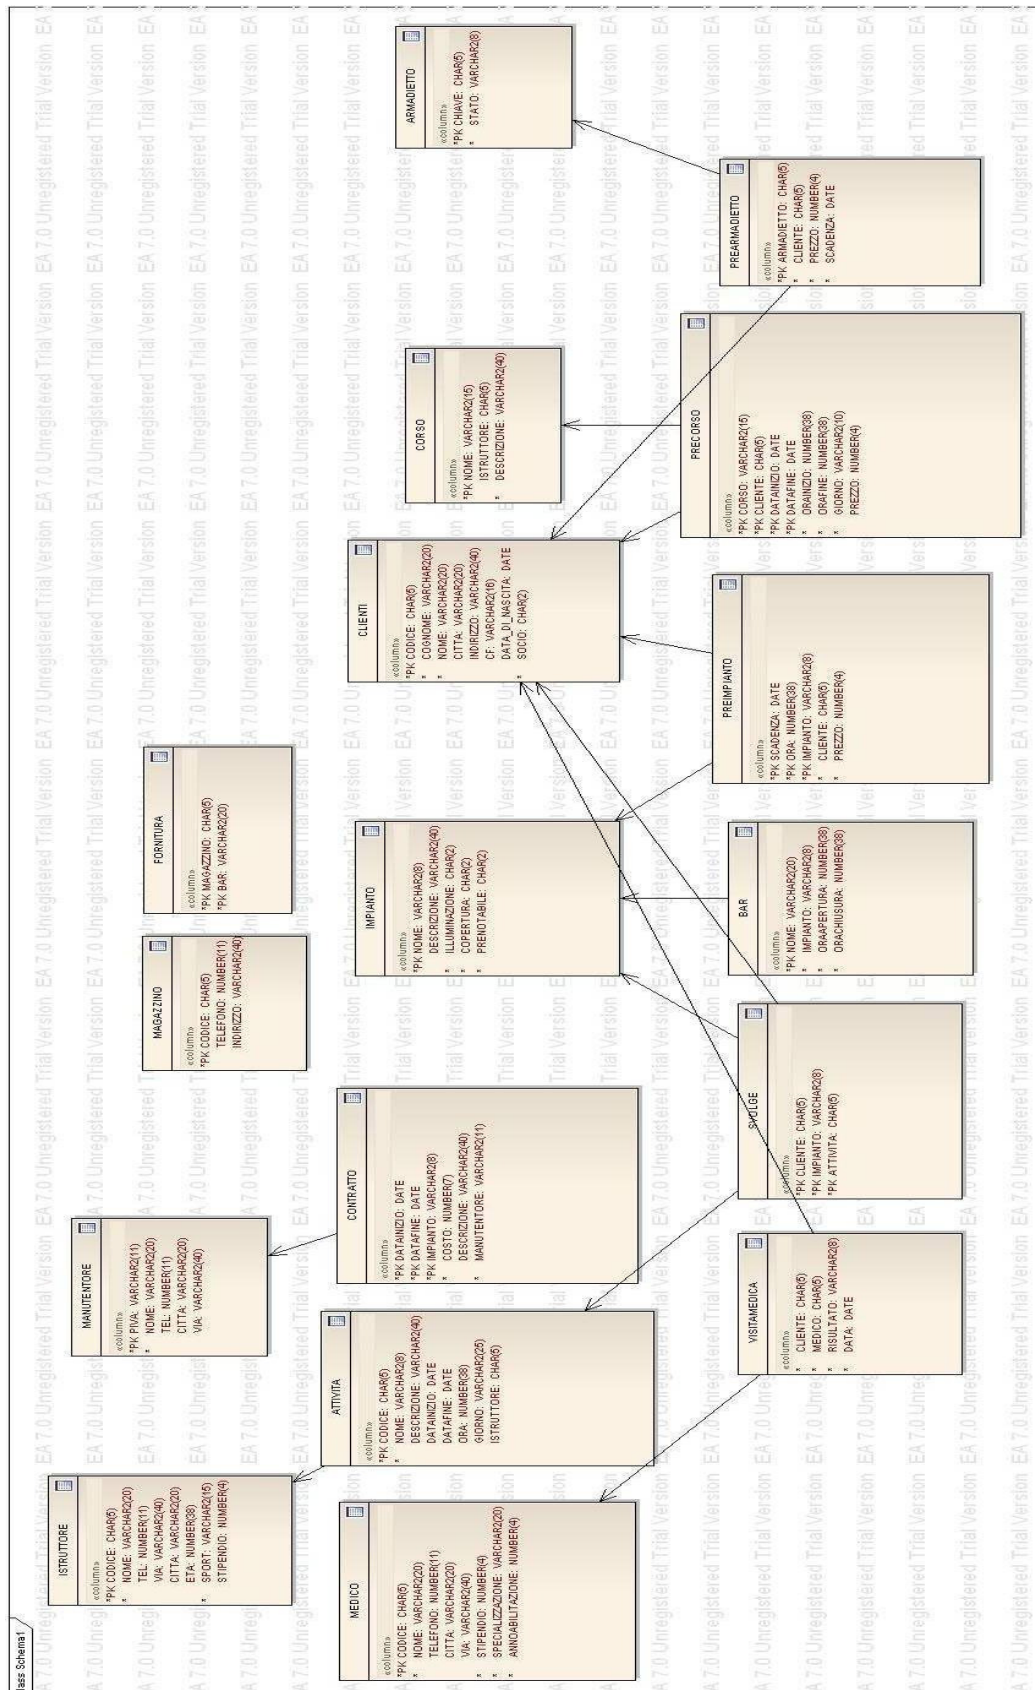 lass Schema1
ISTRUTTORE
«column»
*PK CODICE: CHAR(5)
* NOME: VARCHAR2(20)
TEL: NUMBER(11)
VIA: VARCHAR2(40)
CITTA: VARCHAR2(20)
ETA: NUMBER(38)
* SPORT: VARCHAR2(15)
STIPENDIO: NUMBER(4)
MANUTENTORE
«column»
*PK PIVA: VARCHAR2(11)
* NOME: VARCHAR2(20)
TEL: NUMBER(11)
CITTA: VARCHAR2(20)
VIA: VARCHAR2(40)
MAGAZZINO
«column»
*PK CODICE: CHAR(5)
TELEFONO: NUMBER(11)
INDIRIZZO: VARCHAR2(40)
FORNITURA
«column»
*PK MAGAZZINO: CHAR(5)
*PK BAR: VARCHAR2(20)
MEDICO
«column»
*PK CODICE: CHAR(5)
* NOME: VARCHAR2(20)
TELEFONO: NUMBER(11)
CITTA: VARCHAR2(20)
VIA: VARCHAR2(40)
* STIPENDIO: NUMBER(4)
* SPECIALIZZAZIONE: VARCHAR2(20)
* ANNOABILITAZIONE: NUMBER(4)
ATTIVITA
«column»
*PK CODICE: CHAR(5)
* NOME: VARCHAR2(8)
DESCRIZIONE: VARCHAR2(40)
DATAINIZIO: DATE
DATAFINE: DATE
ORA: NUMBER(38)
GIORNO: VARCHAR2(25)
ISTRUTTORE: CHAR(5)
CONTRATTO
«column»
*PK DATAINIZIO: DATE
*PK DATAFINE: DATE
*PK IMPIANTO: VARCHAR2(8)
* COSTO: NUMBER(7)
DESCRIZIONE: VARCHAR2(40)
* MANUTENTORE: VARCHAR2(11)
IMPIANTO
«column»
*PK NOME: VARCHAR2(8)
DESCRIZIONE: VARCHAR2(40)
* ILLUMINAZIONE: CHAR(2)
* COPERTURA: CHAR(2)
* PRENOTABILE: CHAR(2)
CLIENTI
«column»
*PK CODICE: CHAR(5)
* COGNOME: VARCHAR2(20)
* NOME: VARCHAR2(20)
CITTA: VARCHAR2(20)
INDIRIZZO: VARCHAR2(40)
CF: VARCHAR2(16)
DATA_DI_NASCITA: DATE
* SOCIO: CHAR(2)
CORSO
«column»
*PK NOME: VARCHAR2(15)
ISTRUTTORE: CHAR(5)
* DESCRIZIONE: VARCHAR2(40)
ARMADIETTO
«column»
*PK CHIAVE: CHAR(5)
* STATO: VARCHAR2(8)
VISITAMEDICA
«column»
* CLIENTE: CHAR(5)
* MEDICO: CHAR(5)
* RISULTATO: VARCHAR2(8)
* DATA: DATE
SVOLGE
«column»
*PK CLIENTE: CHAR(5)
*PK IMPIANTO: VARCHAR2(8)
*PK ATTIVITA: CHAR(5)
BAR
«column»
*PK NOME: VARCHAR2(20)
* IMPIANTO: VARCHAR2(8)
* ORAAPERTURA: NUMBER(38)
* ORACHIUSURA: NUMBER(38)
PREIMPIANTO
«column»
*PK SCADENZA: DATE
*PK ORA: NUMBER(38)
*PK IMPIANTO: VARCHAR2(8)
* CLIENTE: CHAR(5)
* PREZZO: NUMBER(4)
PRECORSO
«column»
*PK CORSO: VARCHAR2(15)
*PK CLIENTE: CHAR(5)
*PK DATAINIZIO: DATE
*PK DATAFINE: DATE
* ORAINIZIO: NUMBER(38)
* ORAFINE: NUMBER(38)
* GIORNO: VARCHAR2(10)
PREZZO: NUMBER(4)
PREARMADIETTO
«column»
*PK ARMADIETTO: CHAR(5)
* CLIENTE: CHAR(5)
* PREZZO: NUMBER(4)
* SCADENZA: DATE
EA 7.0 Unregistered Trial Version